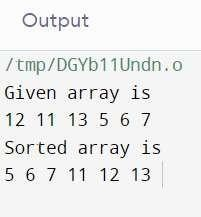 Output
/tmp/DGYb11Undn.o
Given array is
12 11 13 5 6 7
Sorted array is
5 6 7 11 12 13